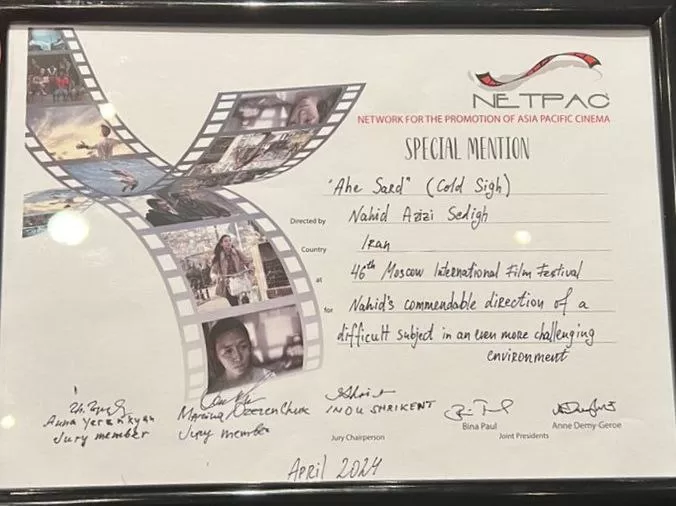 NETPAC
NETWORK FOR THE PROMOTION OF ASIA PACIFIC CINEMA
SPECIAL MENTION
"Ahe Sard" (Cold Sigh)
Directed by Nahid Azizi Sedigh
Country Iran
at 46th Moscow International Film Festival
for Nahid's commendable direction of a
difficult subject in an even more challenging
environment
Anna Yerenkyan
Jury member
Marina
Jury member
INDU SHRIKENT
Jury Chairperson
Bina Paul
Anne Demy-Geroe
Joint Presidents
April 2024